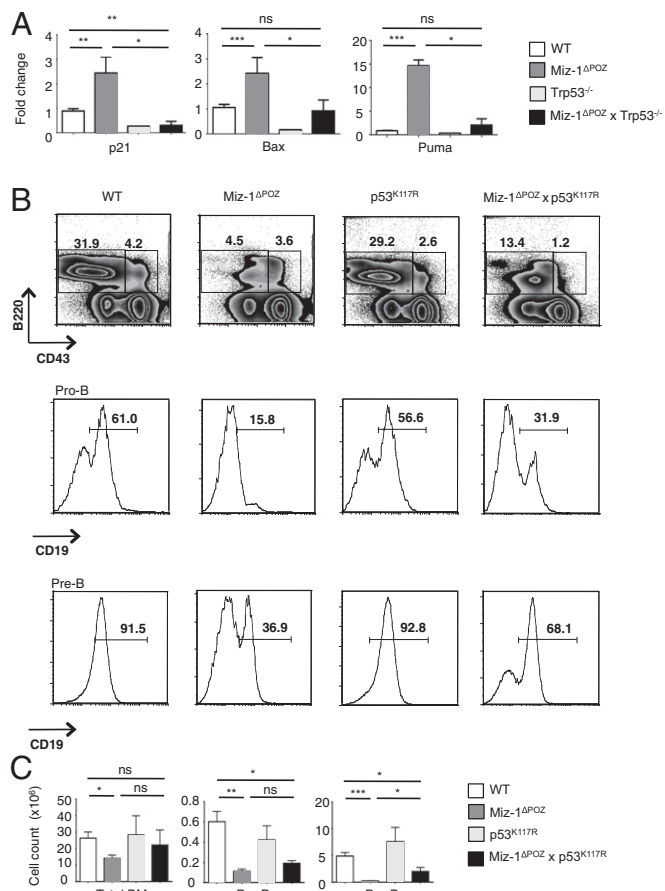 A
**
ns
ns
**
*
***
*
***
*
Fold change
4
3
2
1
0
4
3
2
1
0
20
15
10
5
0
p21
Bax
Puma
WT
Miz-1ΔPOZ
Trp53-/-
Miz-1ΔPOZ x Trp53-/-
B
WT
Miz-1ΔPOZ
p53K117R
Miz-1ΔPOZ x p53K117R
31.9
4.2
4.5
3.6
29.2
2.6
13.4
1.2
B220
CD43
Pro-B
61.0
15.8
56.6
31.9
CD19
Pre-B
91.5
36.9
92.8
68.1
CD19
C
ns
*
*
*
ns
**
ns
***
*
Cell count (x10⁶)
50
40
30
20
10
0
0.8
0.6
0.4
0.2
0
20
10
5
0
WT
Miz-1ΔPOZ
p53K117R
Miz-1ΔPOZ x p53K117R